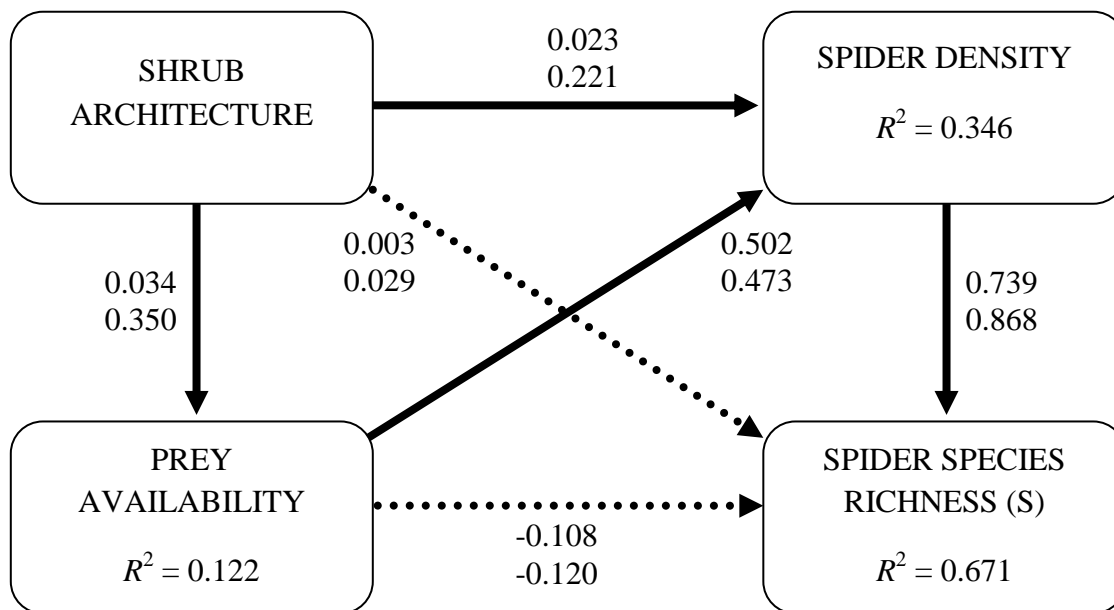 SHRUB
ARCHITECTURE
0.023
0.221
SPIDER DENSITY
R² = 0.346
0.034
0.350
0.003
0.029
0.502
0.473
0.739
0.868
PREY
AVAILABILITY
R² = 0.122
-0.108
-0.120
SPIDER SPECIES
RICHNESS (S)
R² = 0.671